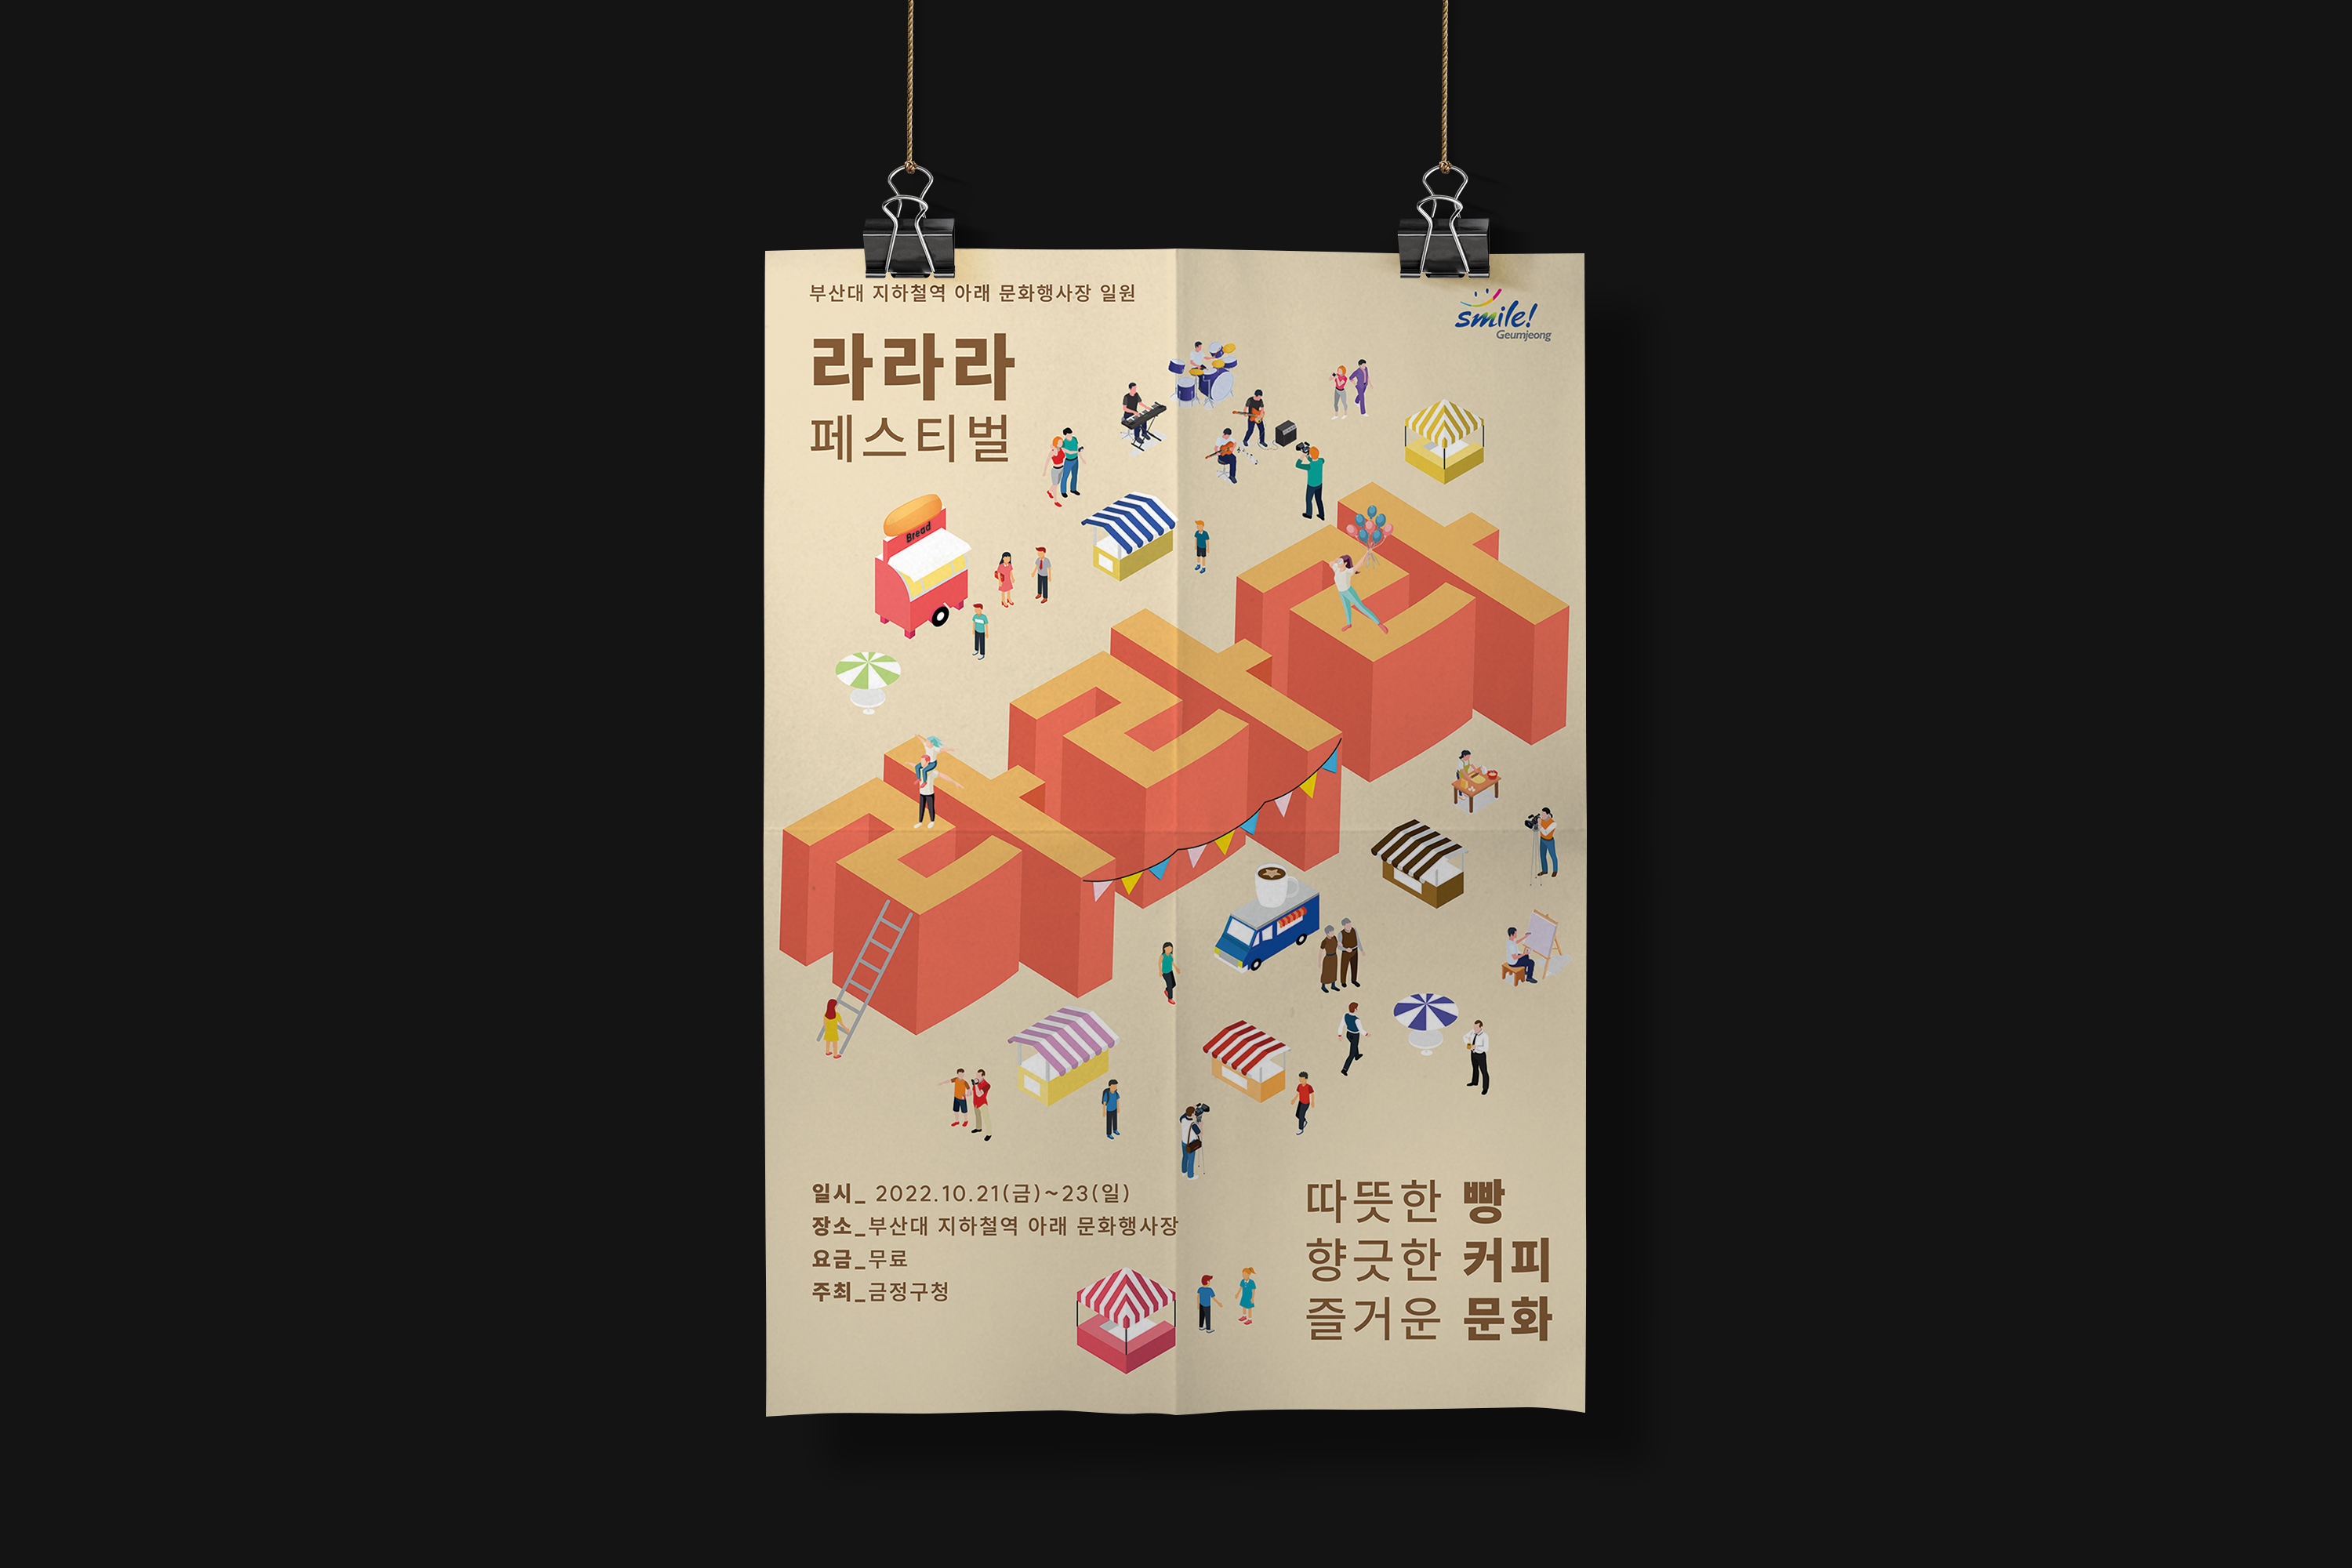 부산대 지하철역 아래 문화행사장 일원
smile!
Geumjeong
라라라
페스티벌
Bread
라라라
일시_ 2022.10.21(금)~23(일)
장소_부산대 지하철역 아래 문화행사장
요금_무료
주최_금정구청
따뜻한 빵
향긋한 커피
즐거운 문화